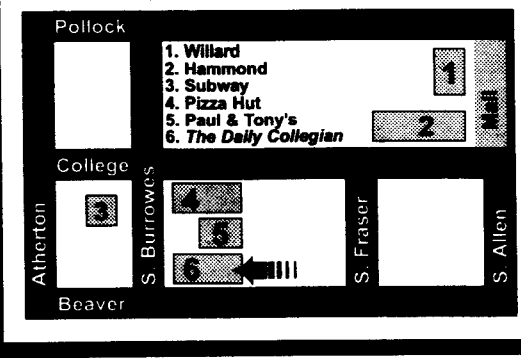 Pollock
1. Willard
2. Hammond
3. Subway
4. Pizza Hut
5. Paul & Tony's
6. The Daily Collegian
1
2
Mall
College
Atherton
3
S. Burrowes
4
5
6
S. Fraser
S. Allen
Beaver